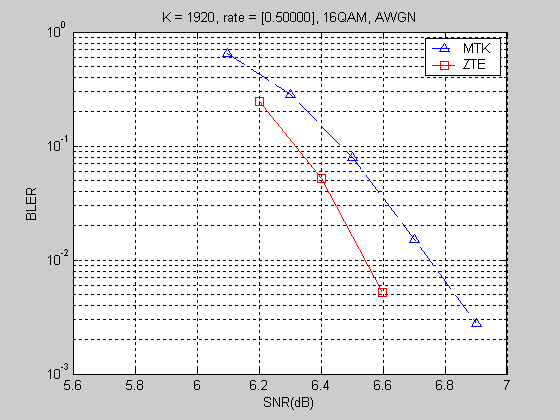 K = 1920, rate = [0.50000], 16QAM, AWGN
MTK
ZTE
10^0
10^-1
10^-2
10^-3
BLER
5.6 5.8 6 6.2 6.4 6.6 6.8 7
SNR(dB)